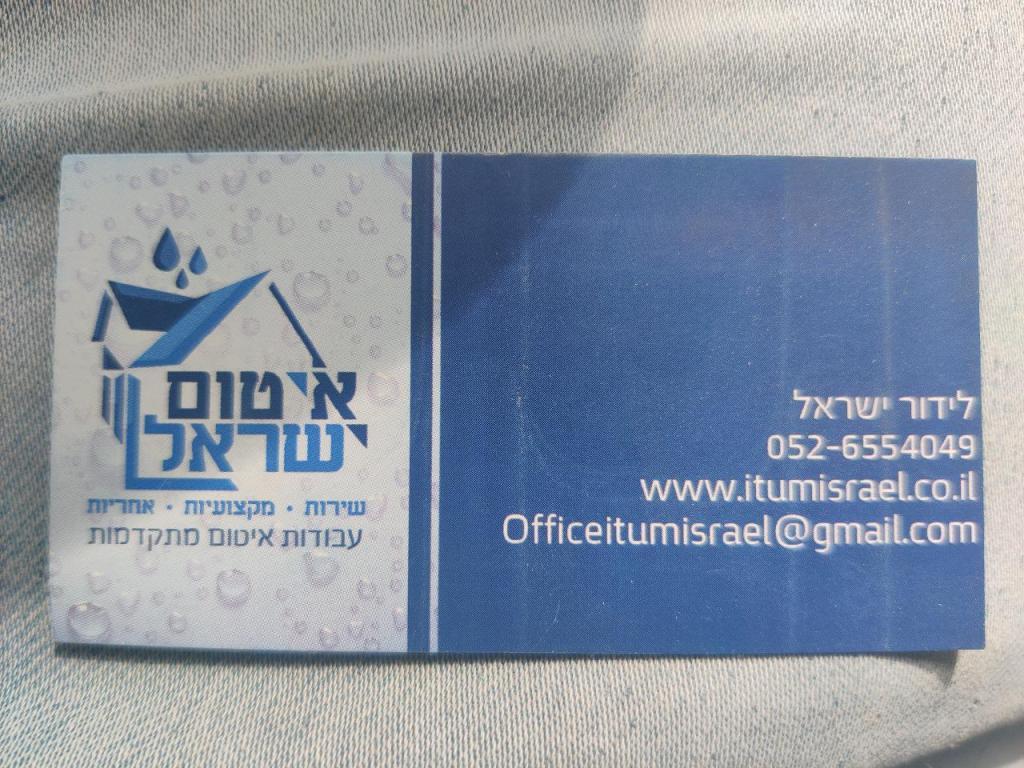 איטום
ישראל
שירות · מקצועיות · אחריות
עבודות איטום מתקדמות
לידור ישראל
052-6554049
www.itumisrael.co.il
Officeitumisrael@gmail.com